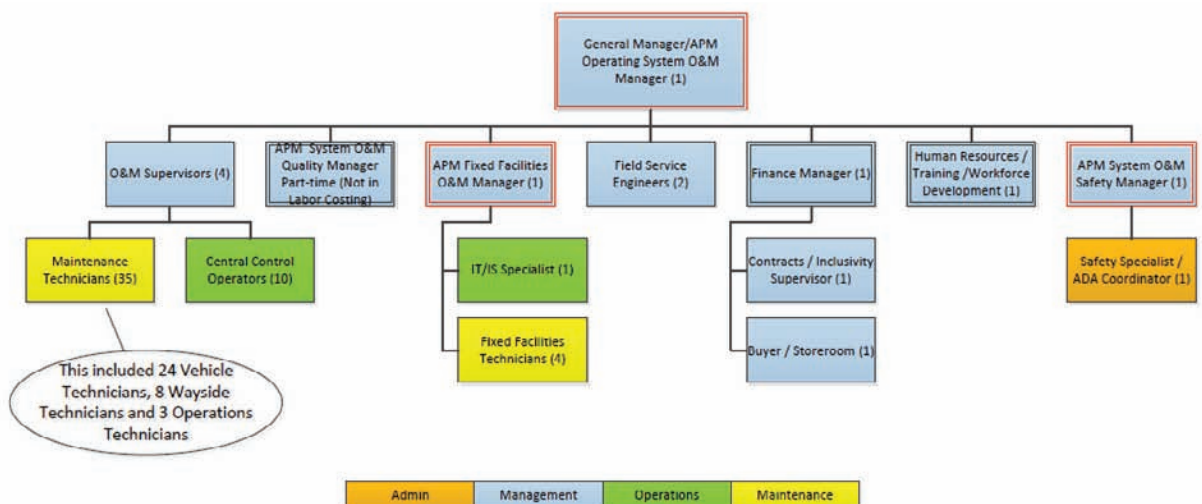 General Manager/APM
Operating System O&M
Manager (1)
O&M Supervisors (4)
APM System O&M
Quality Manager
Part-time (Not in
Labor Costing)
APM Fixed Facilities
O&M Manager (1)
Field Service
Engineers (2)
Finance Manager (1)
Human Resources /
Training /Workforce
Development (1)
APM System O&M
Safety Manager (1)
Maintenance
Technicians (35)
Central Control
Operators (10)
IT/IS Specialist (1)
Contracts / Inclusivity
Supervisor (1)
Safety Specialist /
ADA Coordinator (1)
Fixed Facilities
Technicians (4)
Buyer / Storeroom (1)
This included 24 Vehicle
Technicians, 8 Wayside
Technicians and 3 Operations
Technicians
Admin
Management
Operations
Maintenance